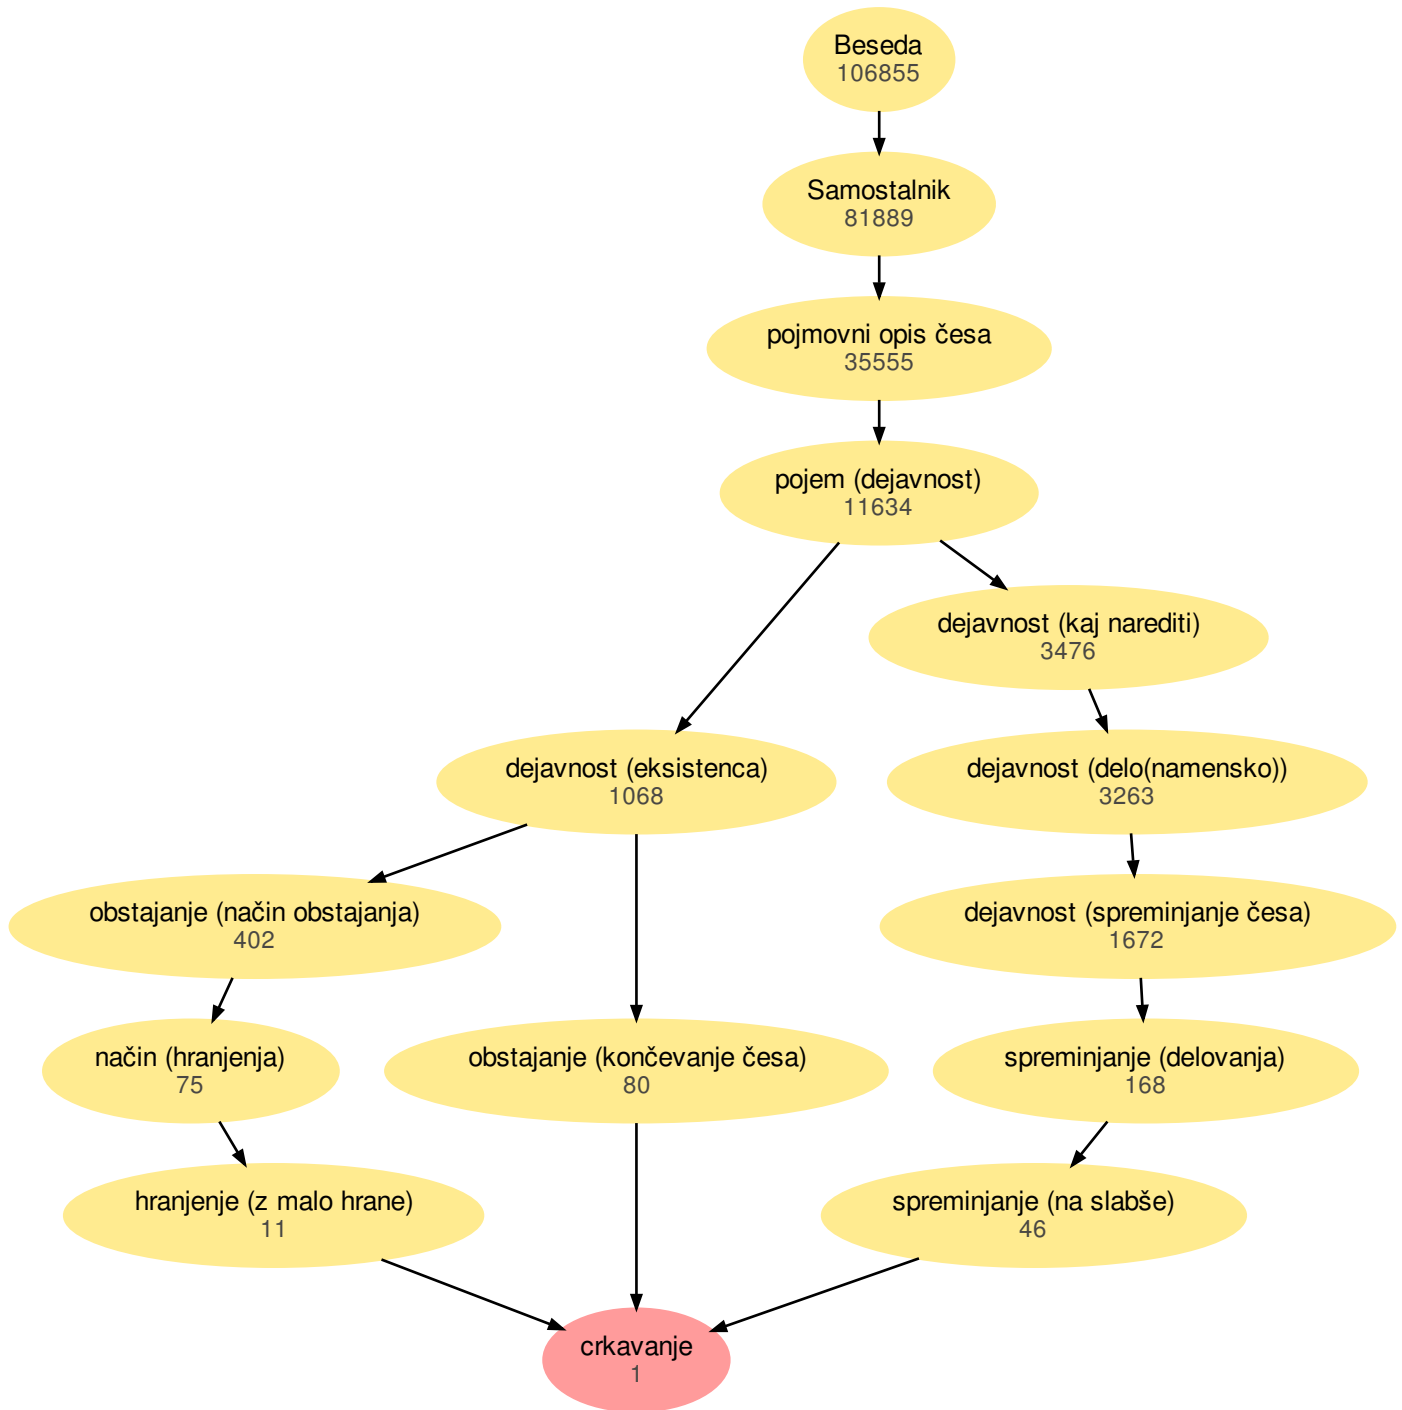 Beseda
106855
Samostalnik
81889
pojmovni opis česa
35555
pojem (dejavnost)
11634
dejavnost (kaj narediti)
3476
dejavnost (eksistenca)
1068
dejavnost (delo(namensko))
3263
obstajanje (način obstajanja)
402
dejavnost (spreminjanje česa)
1672
način (hranjenja)
75
obstajanje (končevanje česa)
80
spreminjanje (delovanja)
168
hranjenje (z malo hrane)
11
spreminjanje (na slabše)
46
crkavanje
1